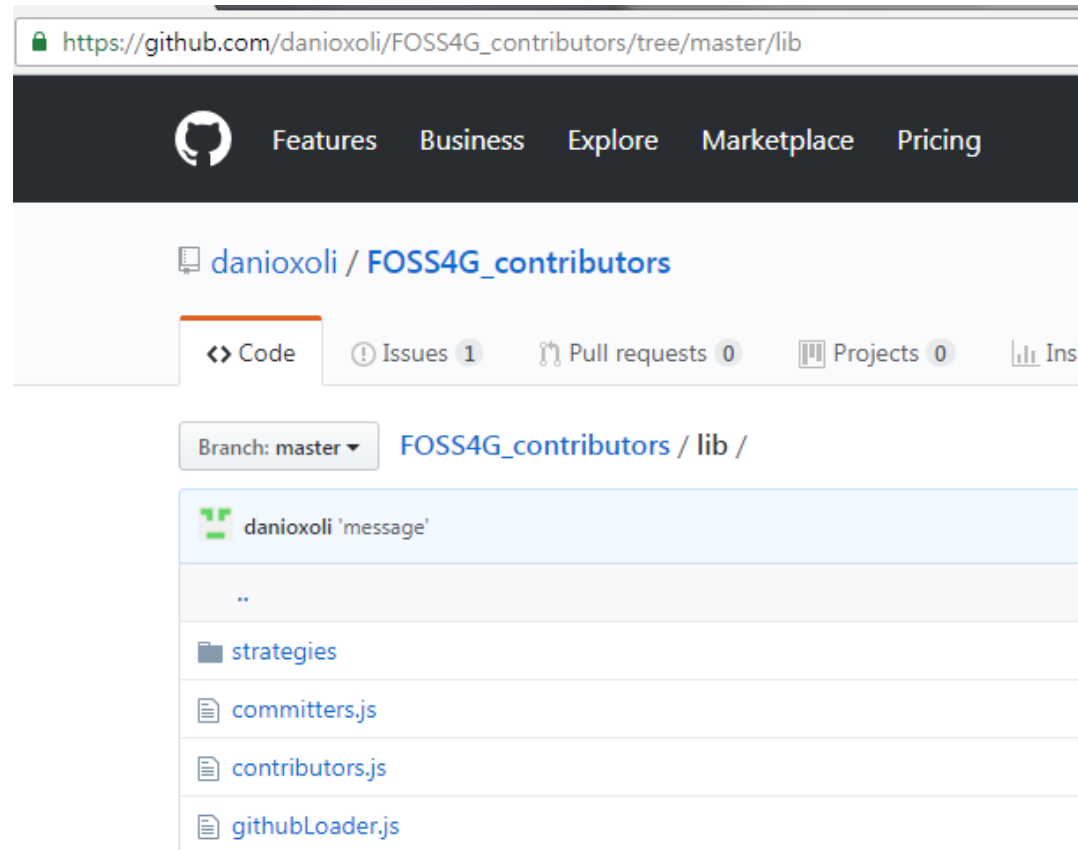 https://github.com/danioxoli/FOSS4G_contributors/tree/master/lib
Features Business Explore Marketplace Pricing
danioxoli / FOSS4G_contributors
<> Code Issues 1 Pull requests 0 Projects 0 Ins
Branch: master FOSS4G_contributors / lib /
danioxoli 'message'
..
strategies
committers.js
contributors.js
githubLoader.js